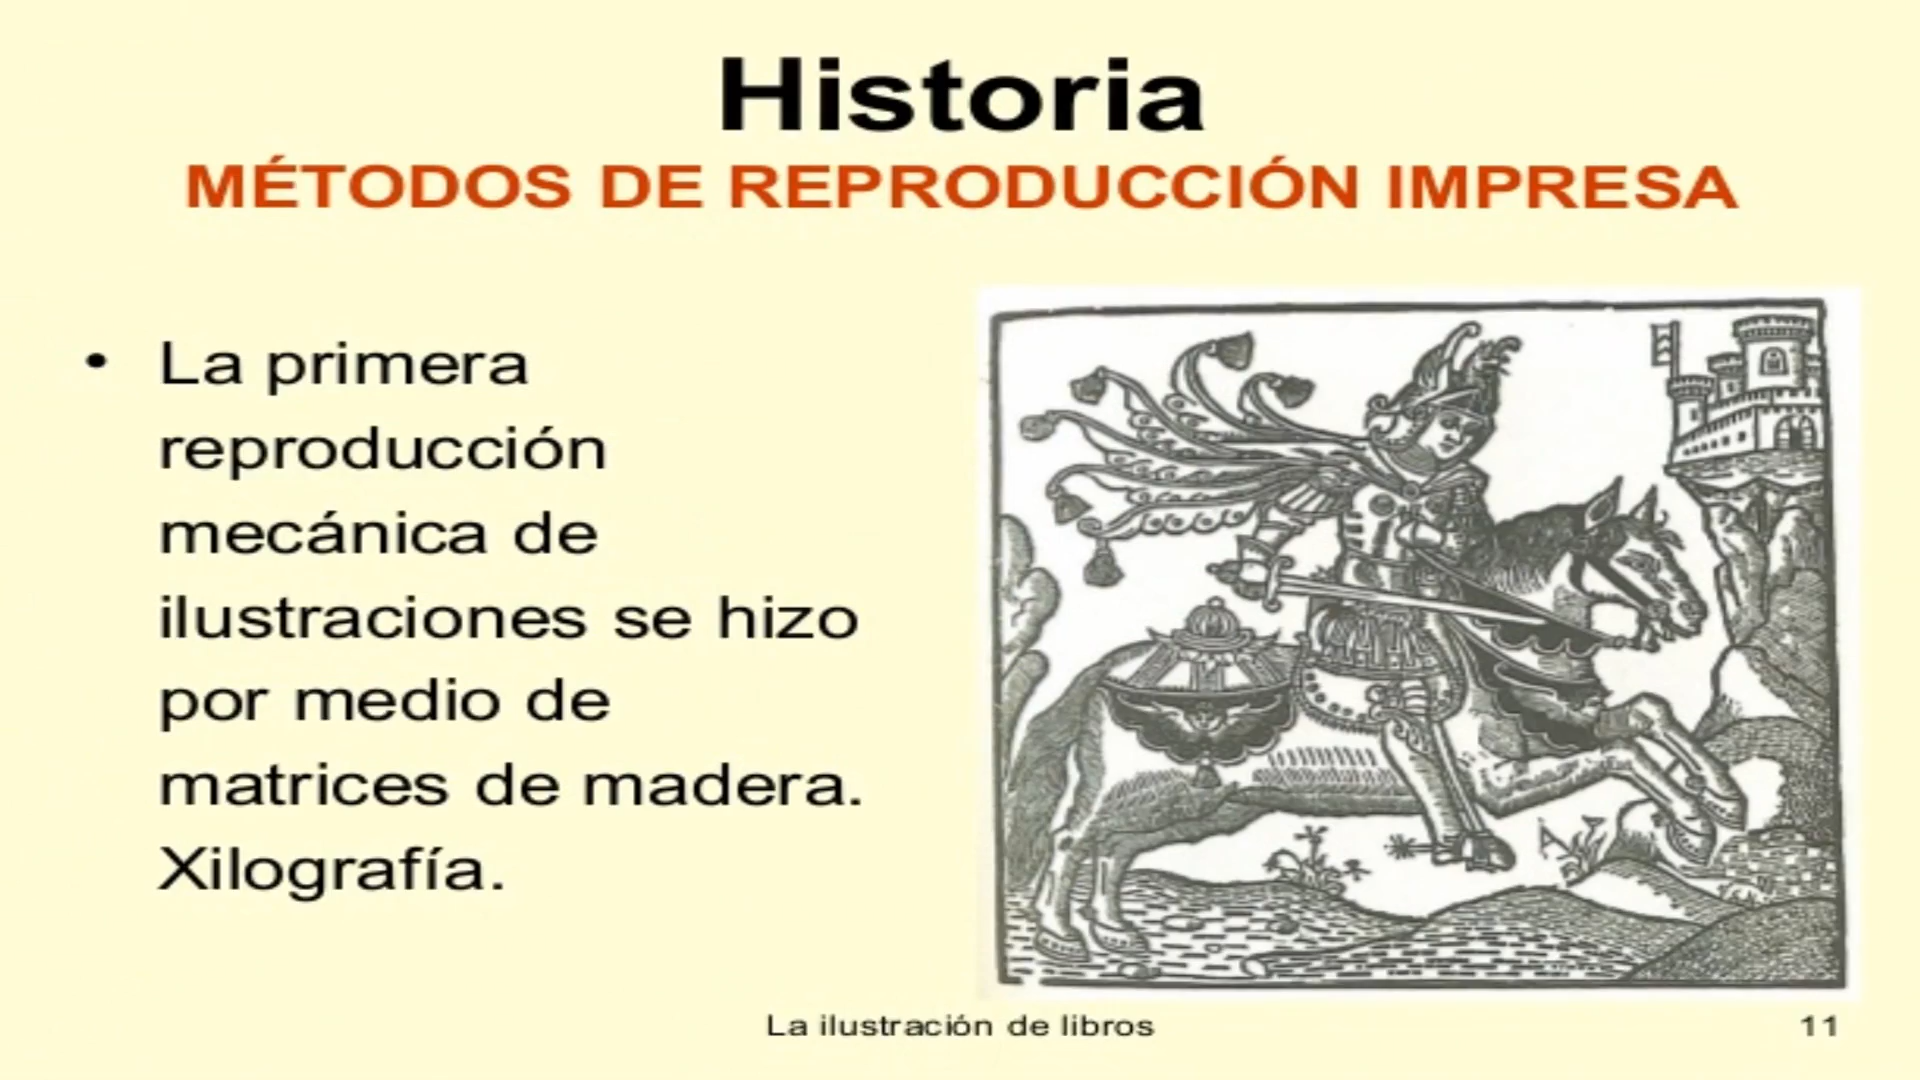 Historia
MÉTODOS DE REPRODUCCIÓN IMPRESA
• La primera
reproducción
mecánica de
ilustraciones se hizo
por medio de
matrices de madera.
Xilografía.
La ilustración de libros
11